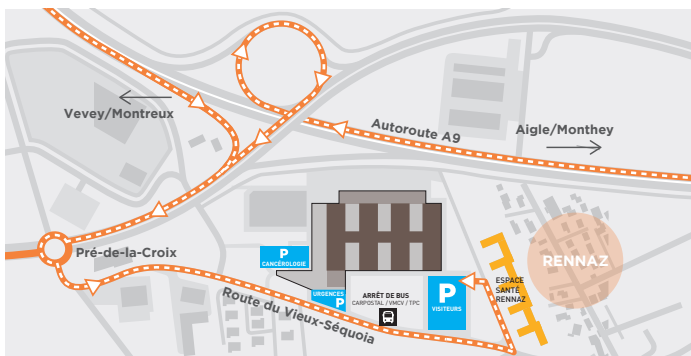 Vevey/Montreux
Autoroute A9
Aigle/Monthey
Pré-de-la-Croix
P
CANCÉROLOGIE
URGENCES
P
ARRÊT DE BUS
CARPOSTAL / VMCV / TPC
P
VISITEURS
ESPACE
SANTÉ
RENNAZ
RENNAZ
Route du Vieux-Séquoia